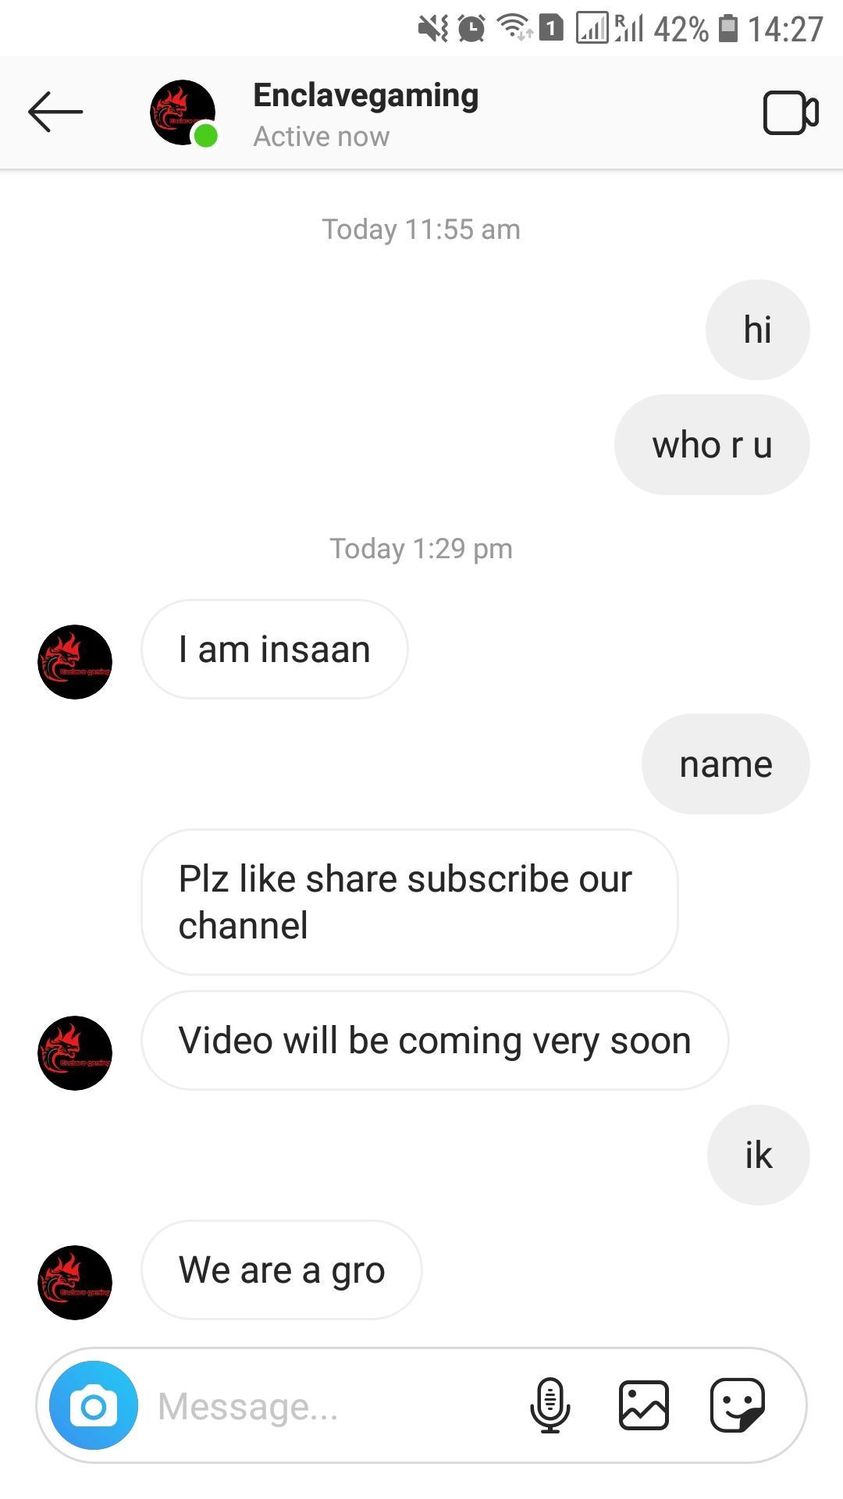 42% 14:27
Enclavegaming
Active now
Today 11:55 am
hi
who r u
Today 1:29 pm
I am insaan
name
Plz like share subscribe our
channel
Video will be coming very soon
ik
We are a gro
Message...